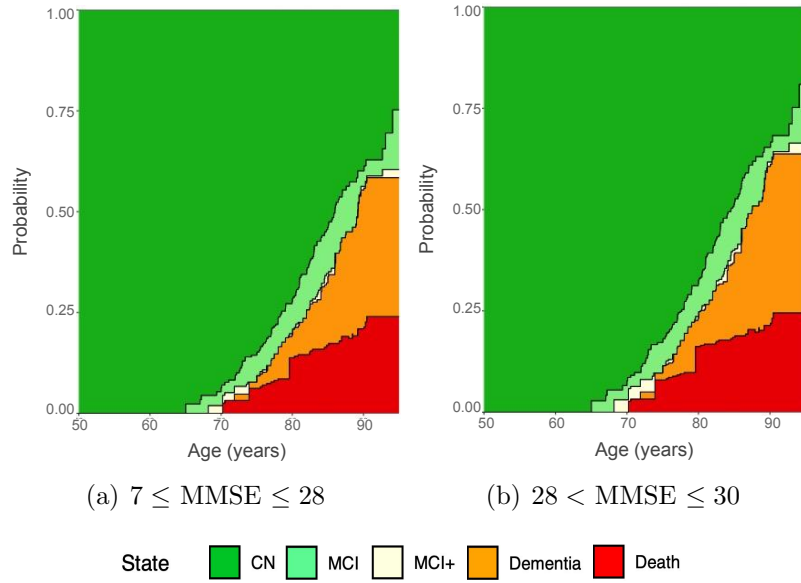 1.00
0.75
0.50
0.25
0.00
Probability
50 60 70 80 90
Age (years)
(a) 7 ≤ MMSE ≤ 28
1.00
0.75
0.50
0.25
0.00
Probability
50 60 70 80 90
Age (years)
(b) 28 < MMSE ≤ 30
State CN MCI MCI+ Dementia Death